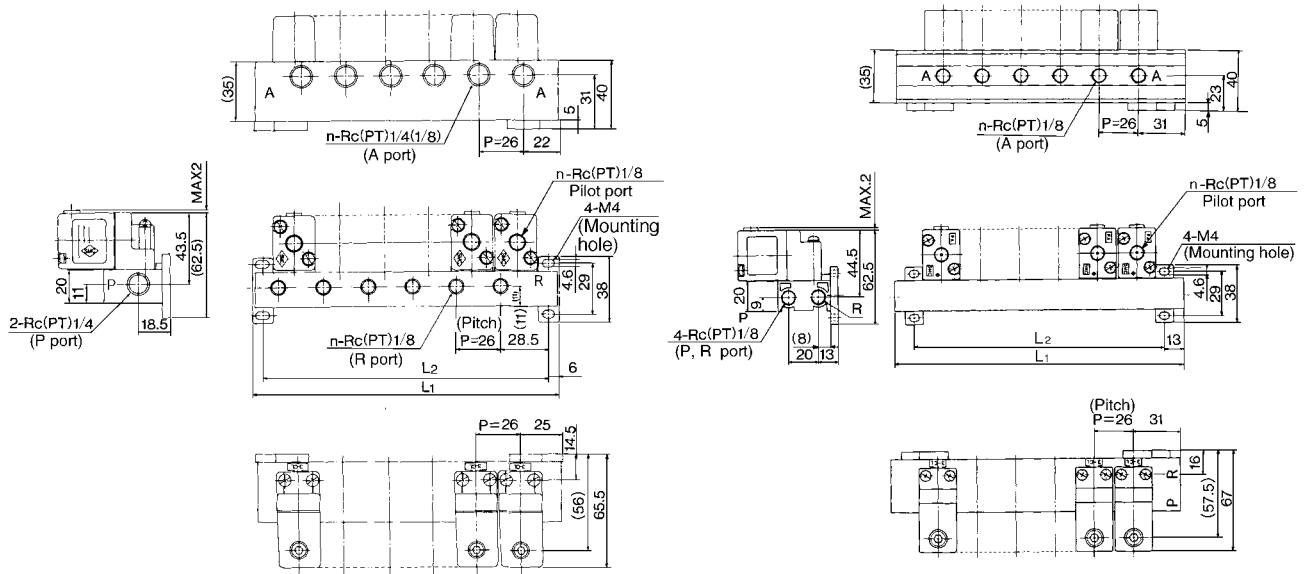 (35)
A
A
5
31
40
n-Rc(PT)1/4(1/8)
(A port)
P=26
22
MAX2
43.5
(62.5)
20
11
P
2-Rc(PT)1/4
(P port)
18.5
n-Rc(PT)1/8
Pilot port
4-M4
(Mounting
hole)
R
4.6
29
38
(11)
n-Rc(PT)1/8
(R port)
(Pitch)
P=26
28.5
L2
6
L1
P=26
25
14.5
(56)
65.5
(35)
A
A
23
40
5
n-Rc(PT)1/8
(A port)
P=26
31
MAX.2
44.5
62.5
20
9
P
R
4-Rc(PT)1/8
(P, R port)
(8)
20
13
n-Rc(PT)1/8
Pilot port
4-M4
(Mounting hole)
4.6
29
38
L2
13
L1
(Pitch)
P=26
31
16
R
P
(57.5)
67